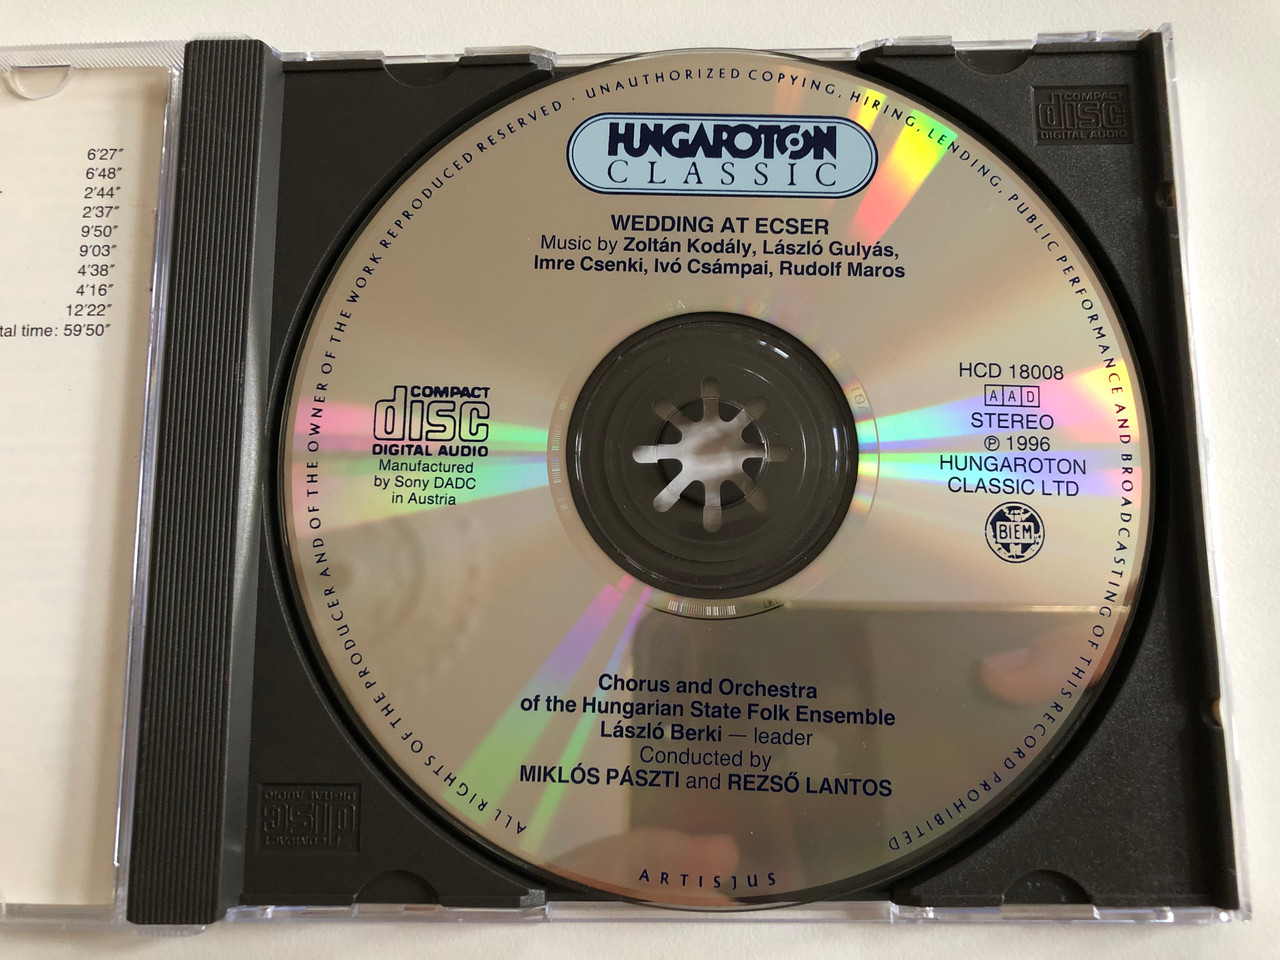 6′27″
6′48″
2′44″
2′37″
9′50″
9′03″
4′38″
4′16″
12′22″
tal time: 59′50″
ALL RIGHTS OF THE PRODUCER AND OF THE OWNER OF THE WORK REPRODUCED RESERVED · UNAUTHORIZED COPYING, HIRING, LENDING, PUBLIC PERFORMANCE AND BROADCASTING OF THIS RECORD PROHIBITED
HUNGAROTON
CLASSIC
WEDDING AT ECSER
Music by Zoltán Kodály, László Gulyás,
Imre Csenki, Ivó Csámpai, Rudolf Maros
COMPACT
disc
DIGITAL AUDIO
Manufactured
by Sony DADC
in Austria
HCD 18008
AAD
STEREO
℗ 1996
HUNGAROTON
CLASSIC LTD
BIEM
Chorus and Orchestra
of the Hungarian State Folk Ensemble
László Berki — leader
Conducted by
MIKLÓS PÁSZTI and REZSŐ LANTOS
ARTISJUS
COMPACT
disc
DIGITAL AUDIO
COMPACT
disc
DIGITAL AUDIO